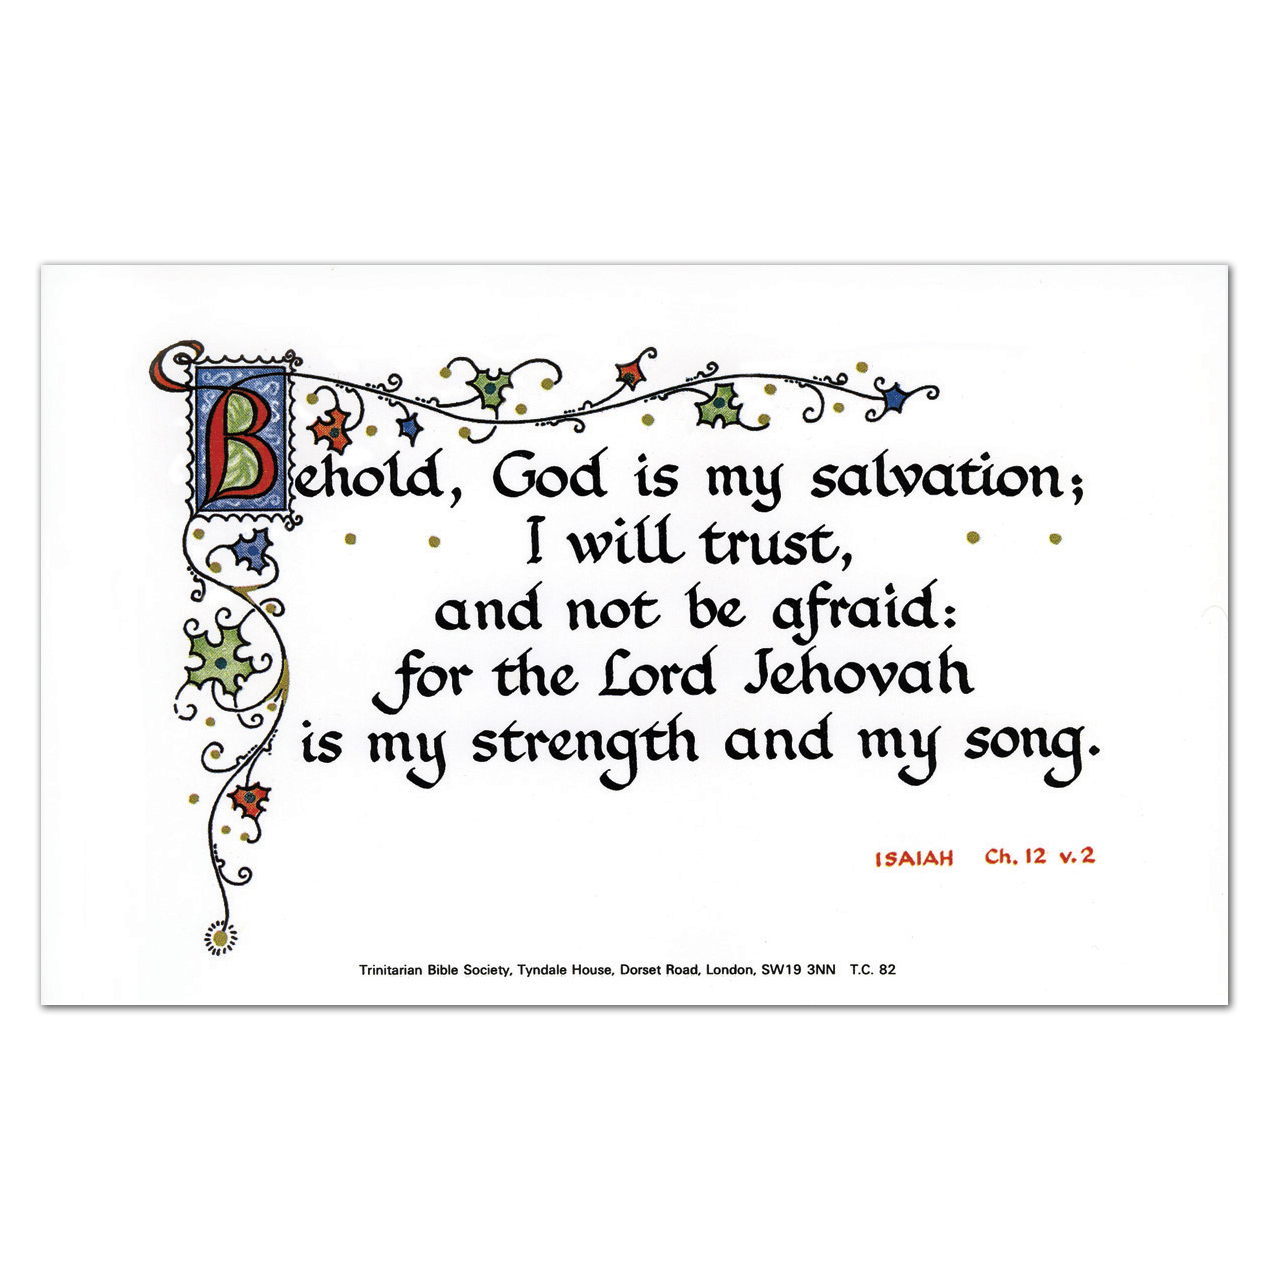 Behold, God is my salvation;
I will trust,
and not be afraid:
for the Lord Jehovah
is my strength and my song.
ISAIAH Ch. 12 v. 2
Trinitarian Bible Society, Tyndale House, Dorset Road, London, SW19 3NN T.C. 82